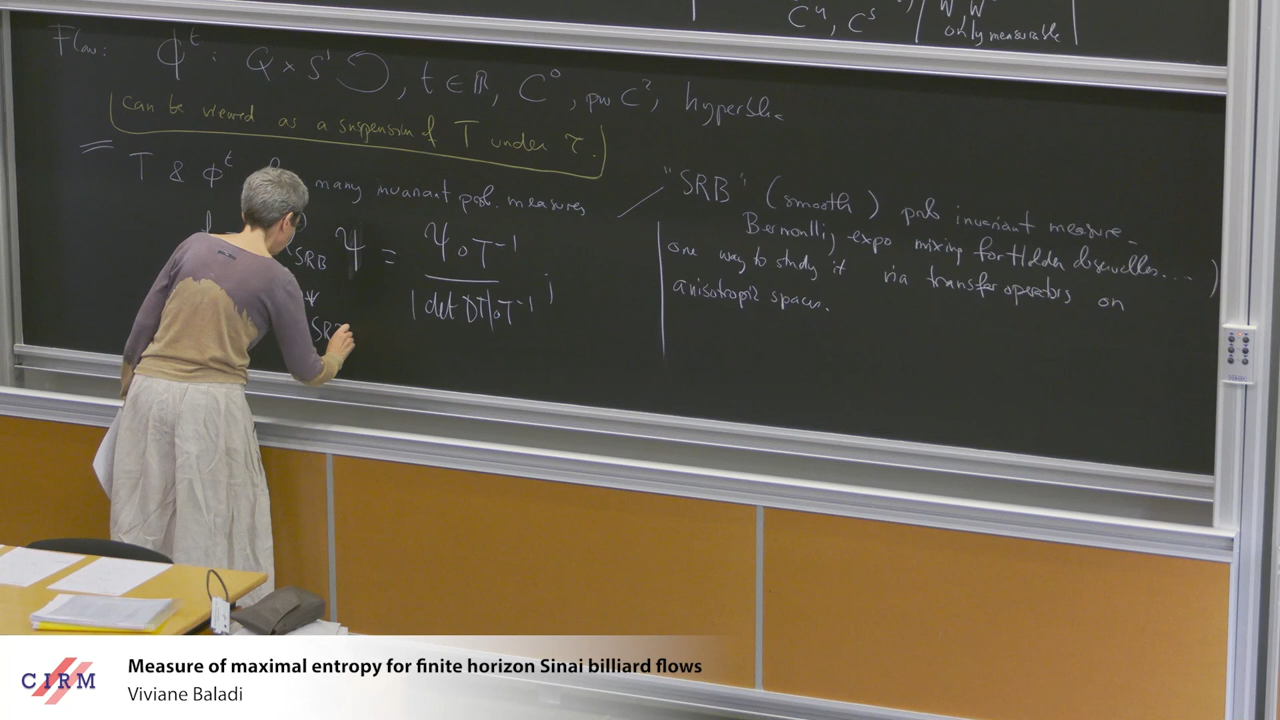 C^u, C^s
only measurable
Flow: ϕ^t : Q × S^1 ↺, t ∈ ℝ, C^0, pw C^2,
can be viewed as a suspension of T under τ.
T & ϕ^t many invariant prob. measures
"SRB" (smooth) prob invariant measure
Bernoulli, expo mixing for Hölder
one way to study it via transfer operators on
anisotropic spaces.
SRB Ψ = Ψ∘T^-1 / |det DT|∘T^-1 ;
CIRM
Measure of maximal entropy for finite horizon Sinai billiard flows
Viviane Baladi